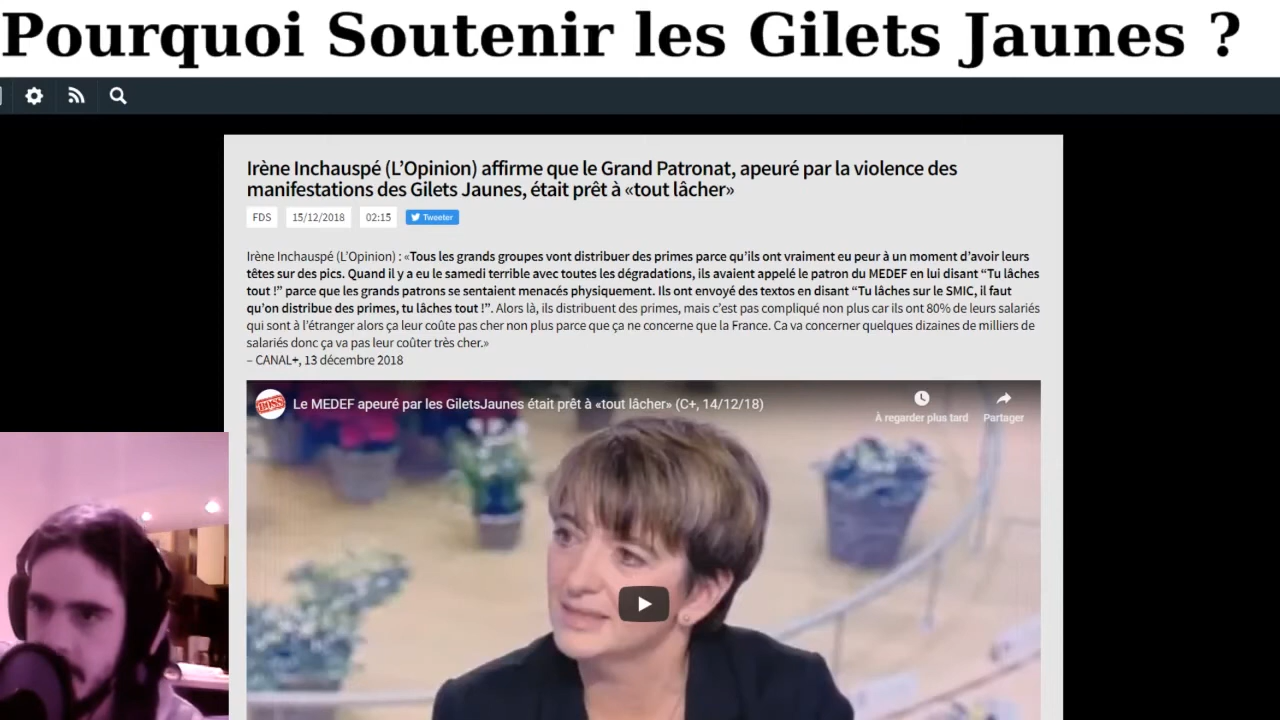 Pourquoi Soutenir les Gilets Jaunes ?
Irène Inchauspé (L’Opinion) affirme que le Grand Patronat, apeuré par la violence des
manifestations des Gilets Jaunes, était prêt à «tout lâcher»
FDS 15/12/2018 02:15 Tweeter
Irène Inchauspé (L’Opinion) : «Tous les grands groupes vont distribuer des primes parce qu’ils ont vraiment eu peur à un moment d’avoir leurs
têtes sur des pics. Quand il y a eu le samedi terrible avec toutes les dégradations, ils avaient appelé le patron du MEDEF en lui disant “Tu lâches
tout !” parce que les grands patrons se sentaient menacés physiquement. Ils ont envoyé des textos en disant “Tu lâches sur le SMIC, il faut
qu’on distribue des primes, tu lâches tout !”. Alors là, ils distribuent des primes, mais c’est pas compliqué non plus car ils ont 80% de leurs salariés
qui sont à l’étranger alors ça leur coûte pas cher non plus parce que ça ne concerne que la France. Ca va concerner quelques dizaines de milliers de
salariés donc ça va pas leur coûter très cher.»
– CANAL+, 13 décembre 2018
Le MEDEF apeuré par les GiletsJaunes était prêt à «tout lâcher» (C+, 14/12/18)
À regarder plus tard
Partager